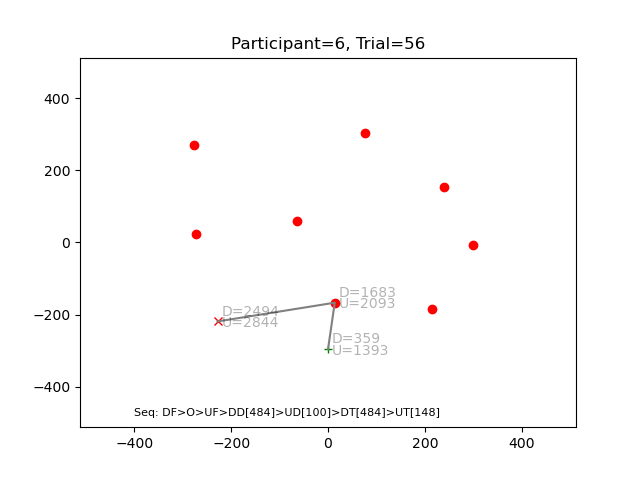 Participant=6, Trial=56
400
200
0
−200
−400
D=1683
U=2093
D=2494
U=2844
D=359
U=1393
Seq: DF>O>UF>DD[484]>UD[100]>DT[484]>UT[148]
−400
−200
0
200
400